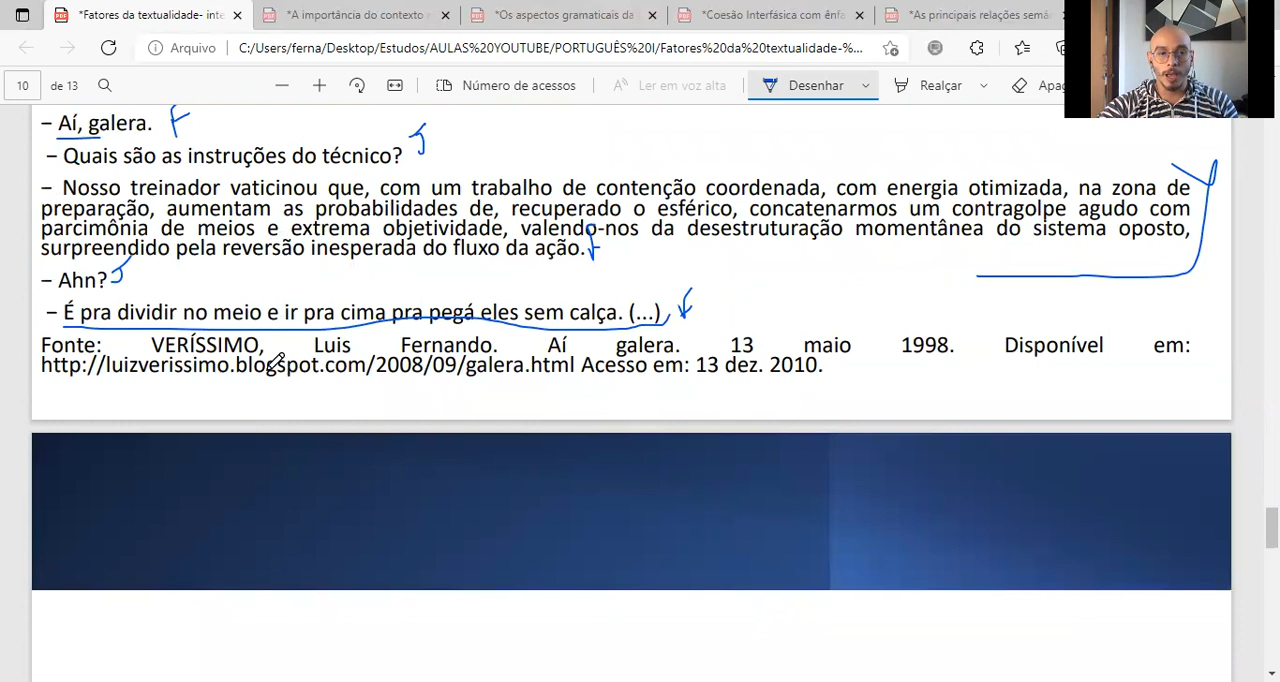 *Fatores da textualidade- inte
*A importância do contexto n
*Os aspectos gramaticais da
*Coesão Interfásica com ênfa
*As principais relações semâ
Arquivo C:/Users/ferna/Desktop/Estudos/AULAS%20YOUTUBE/PORTUGUÊS%20I/Fatores%20da%20textualidade-%...
10 de 13 Número de acessos Ler em voz alta Desenhar Realçar Apag
– Aí, galera. F
– Quais são as instruções do técnico? J
– Nosso treinador vaticinou que, com um trabalho de contenção coordenada, com energia otimizada, na zona de
preparação, aumentam as probabilidades de, recuperado o esférico, concatenarmos um contragolpe agudo com
parcimônia de meios e extrema objetividade, valendo-nos da desestruturação momentânea do sistema oposto,
surpreendido pela reversão inesperada do fluxo da ação. F
– Ahn? J
– É pra dividir no meio e ir pra cima pra pegá eles sem calça. (...) F
Fonte: VERÍSSIMO, Luis Fernando. Aí galera. 13 maio 1998. Disponível em:
http://luizverissimo.blogspot.com/2008/09/galera.html Acesso em: 13 dez. 2010.